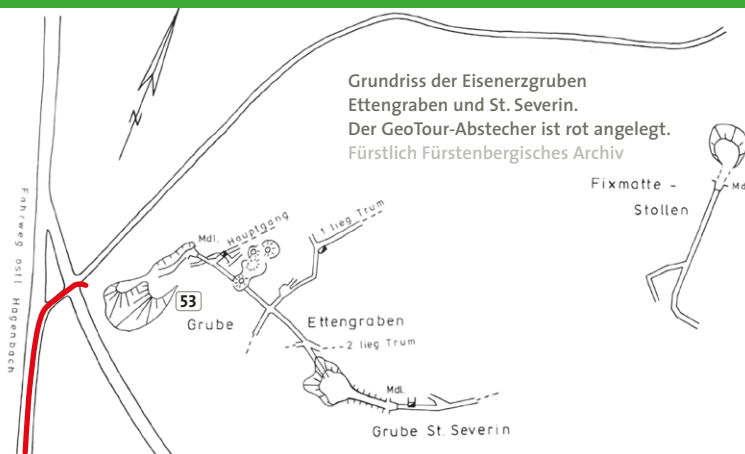 Grundriss der Eisenerzgruben
Ettengraben und St. Severin.
Der GeoTour-Abstecher ist rot angelegt.
Fürstlich Fürstenbergisches Archiv
N
Fahrweg östl. Hagenbach
Fixmatte -
Stollen
Md
Mdl.
Hauptgang
1 lieg Trum
53
Grube
Ettengraben
2 lieg Trum
Mdl.
Grube St. Severin